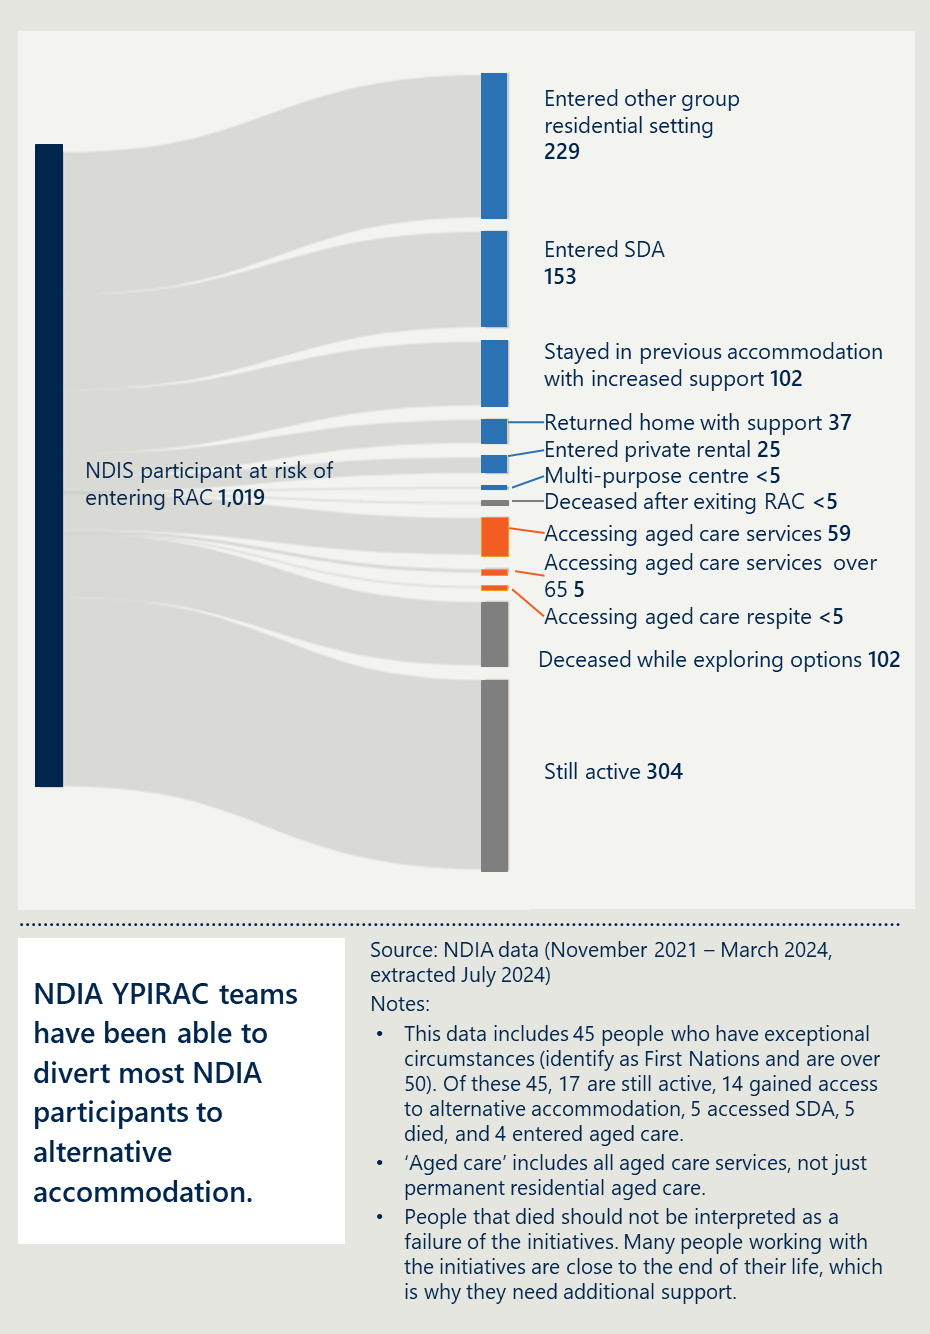 Entered other group
residential setting
229
Entered SDA
153
Stayed in previous accommodation
with increased support 102
Returned home with support 37
Entered private rental 25
Multi-purpose centre <5
NDIS participant at risk of
entering RAC 1,019
Deceased after exiting RAC <5
Accessing aged care services 59
Accessing aged care services over
65 5
Accessing aged care respite <5
Deceased while exploring options 102
Still active 304
NDIA YPIRAC teams
have been able to
divert most NDIA
participants to
alternative
accommodation.
Source: NDIA data (November 2021 – March 2024,
extracted July 2024)
Notes:
• This data includes 45 people who have exceptional
circumstances (identify as First Nations and are over
50). Of these 45, 17 are still active, 14 gained access
to alternative accommodation, 5 accessed SDA, 5
died, and 4 entered aged care.
• ‘Aged care’ includes all aged care services, not just
permanent residential aged care.
• People that died should not be interpreted as a
failure of the initiatives. Many people working with
the initiatives are close to the end of their life, which
is why they need additional support.